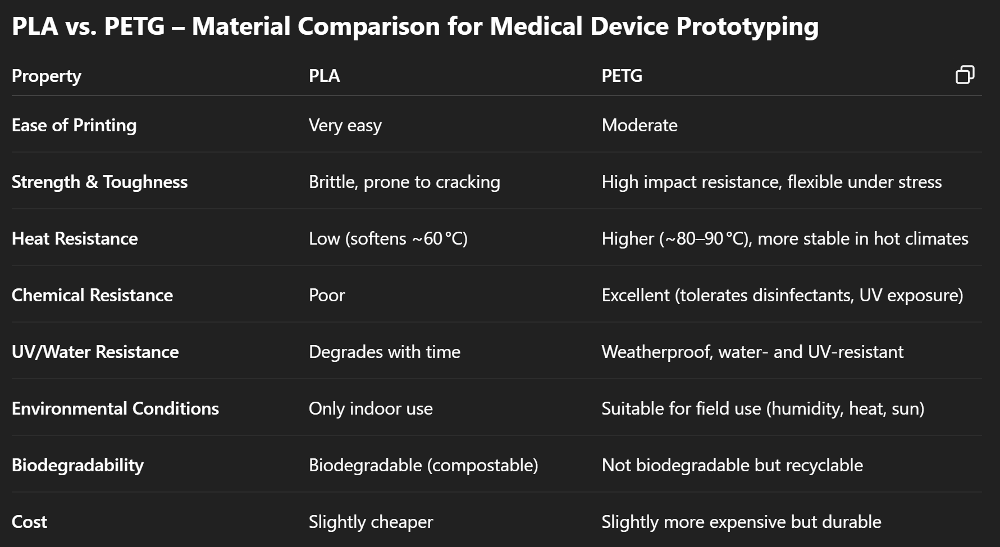 PLA vs. PETG – Material Comparison for Medical Device Prototyping
Property PLA PETG
Ease of Printing Very easy Moderate
Strength & Toughness Brittle, prone to cracking High impact resistance, flexible under stress
Heat Resistance Low (softens ~60 °C) Higher (~80–90 °C), more stable in hot climates
Chemical Resistance Poor Excellent (tolerates disinfectants, UV exposure)
UV/Water Resistance Degrades with time Weatherproof, water- and UV-resistant
Environmental Conditions Only indoor use Suitable for field use (humidity, heat, sun)
Biodegradability Biodegradable (compostable) Not biodegradable but recyclable
Cost Slightly cheaper Slightly more expensive but durable